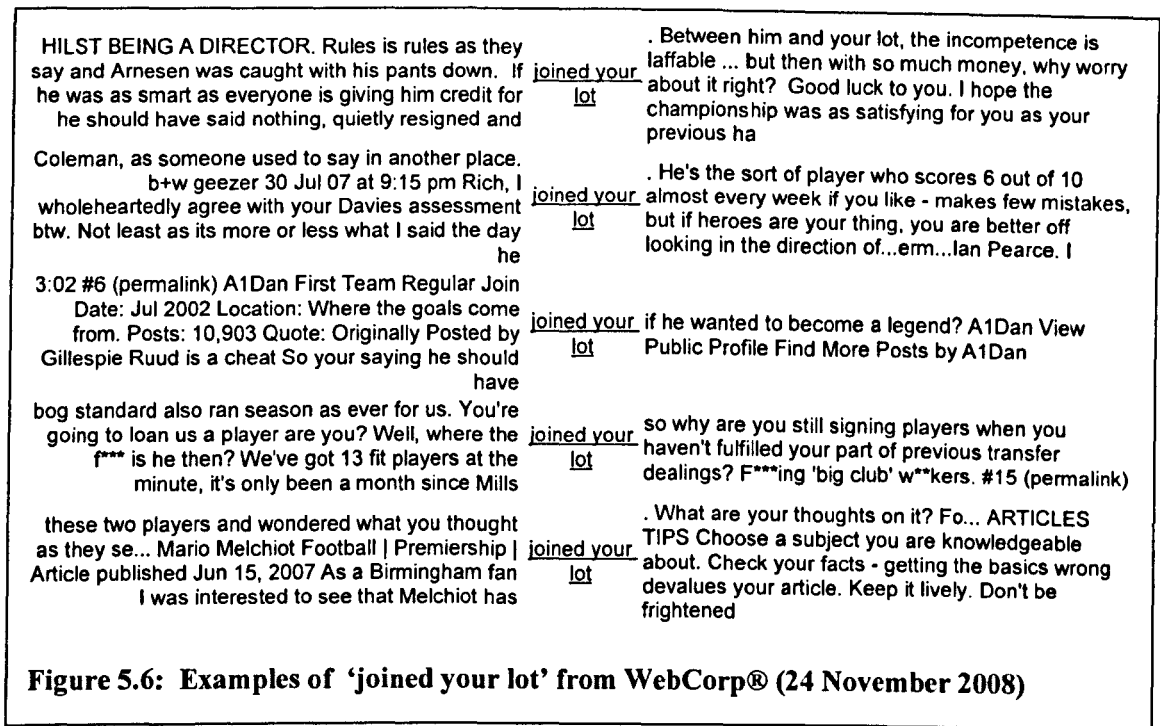 HILST BEING A DIRECTOR. Rules is rules as they
say and Arnesen was caught with his pants down. If
he was as smart as everyone is giving him credit for
he should have said nothing, quietly resigned and
joined your
lot
. Between him and your lot, the incompetence is
laffable ... but then with so much money, why worry
about it right? Good luck to you. I hope the
championship was as satisfying for you as your
previous ha
Coleman, as someone used to say in another place.
b+w geezer 30 Jul 07 at 9:15 pm Rich, I
wholeheartedly agree with your Davies assessment
btw. Not least as its more or less what I said the day
he
joined your
lot
. He's the sort of player who scores 6 out of 10
almost every week if you like - makes few mistakes,
but if heroes are your thing, you are better off
looking in the direction of...erm...Ian Pearce. I
3:02 #6 (permalink) A1Dan First Team Regular Join
Date: Jul 2002 Location: Where the goals come
from. Posts: 10,903 Quote: Originally Posted by
Gillespie Ruud is a cheat So your saying he should
have
joined your
lot
if he wanted to become a legend? A1Dan View
Public Profile Find More Posts by A1Dan
bog standard also ran season as ever for us. You're
going to loan us a player are you? Well, where the
f*** is he then? We've got 13 fit players at the
minute, it's only been a month since Mills
joined your
lot
so why are you still signing players when you
haven't fulfilled your part of previous transfer
dealings? F***ing 'big club' w**kers. #15 (permalink)
these two players and wondered what you thought
as they se... Mario Melchiot Football | Premiership |
Article published Jun 15, 2007 As a Birmingham fan
I was interested to see that Melchiot has
joined your
lot
. What are your thoughts on it? Fo... ARTICLES
TIPS Choose a subject you are knowledgeable
about. Check your facts - getting the basics wrong
devalues your article. Keep it lively. Don't be
frightened
Figure 5.6: Examples of 'joined your lot' from WebCorp® (24 November 2008)